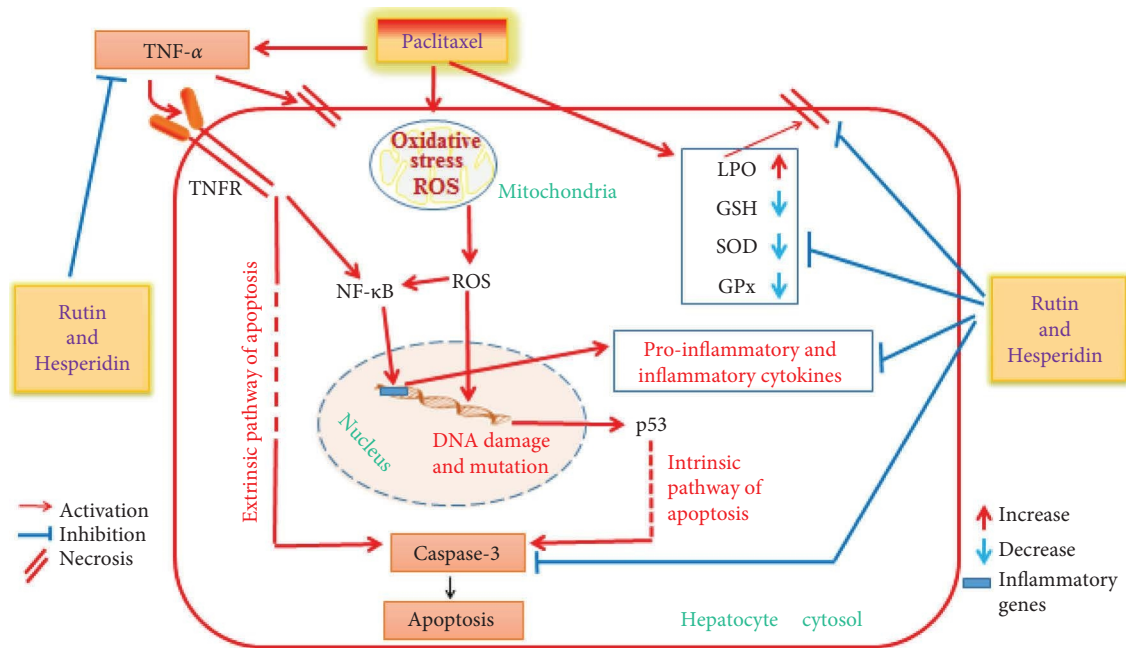 TNF-α
Paclitaxel
Oxidative
stress
ROS
Mitochondria
TNFR
LPO
GSH
SOD
GPx
Rutin
and
Hesperidin
NF-κB
ROS
Extrinsic pathway of apoptosis
Pro-inflammatory and
inflammatory cytokines
Rutin
and
Hesperidin
Nucleus
DNA damage
and mutation
p53
Intrinsic
pathway of
apoptosis
Activation
Inhibition
Necrosis
Caspase-3
Apoptosis
Hepatocyte cytosol
Increase
Decrease
Inflammatory
genes